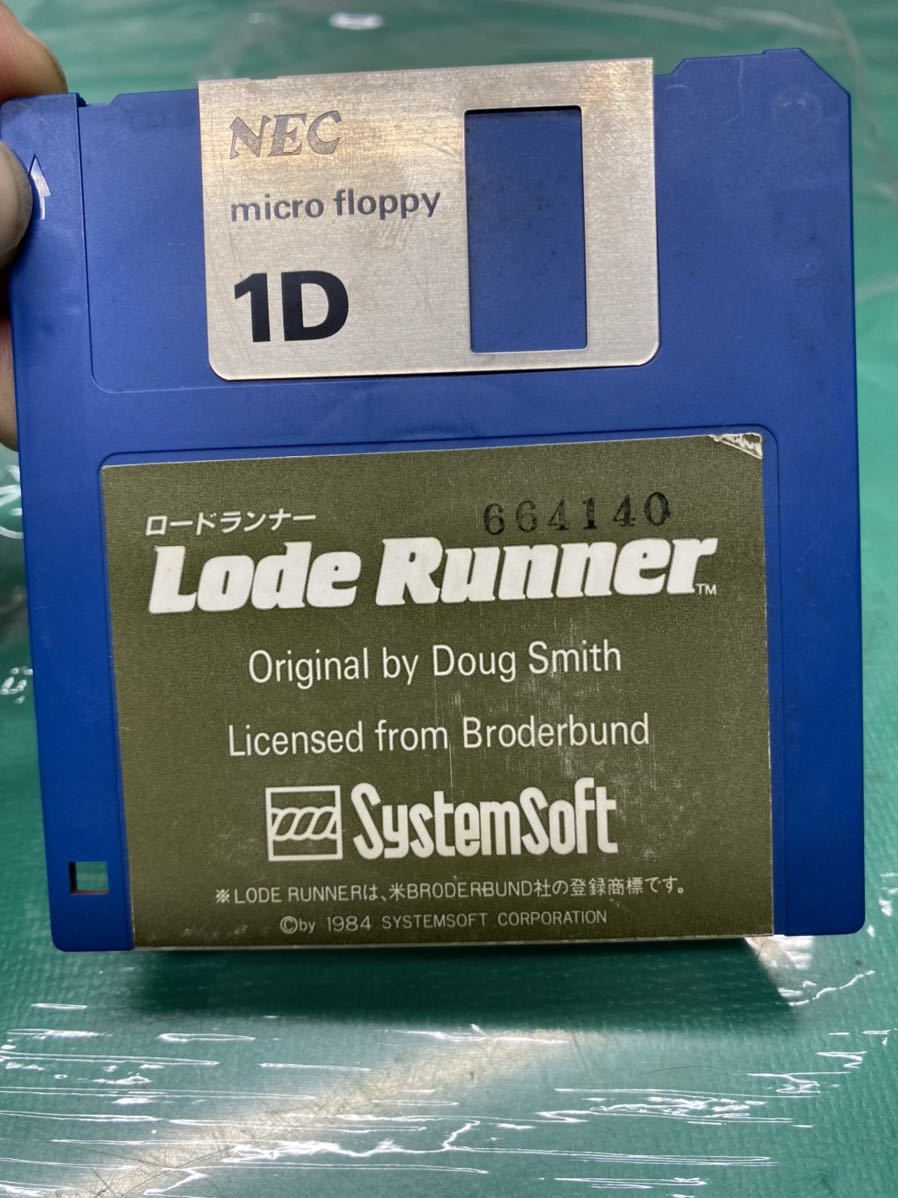 NEC
micro floppy
1D
ロードランナー 664140
Lode Runner™
Original by Doug Smith
Licensed from Broderbund
SystemSoft
※LODE RUNNERは、米BRODERBUND社の登録商標です。
©by 1984 SYSTEMSOFT CORPORATION